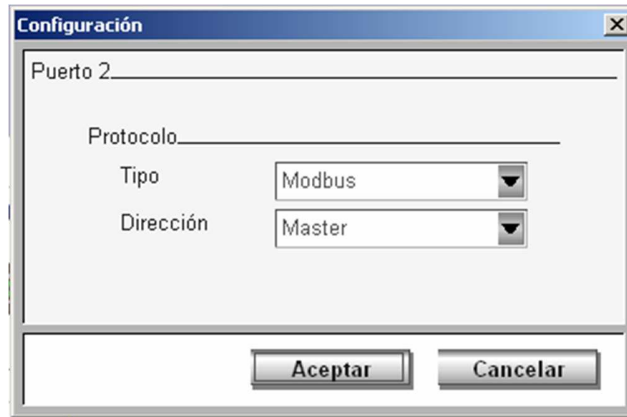 Configuración
Puerto 2
Protocolo
Tipo Modbus
Dirección Master
Aceptar Cancelar